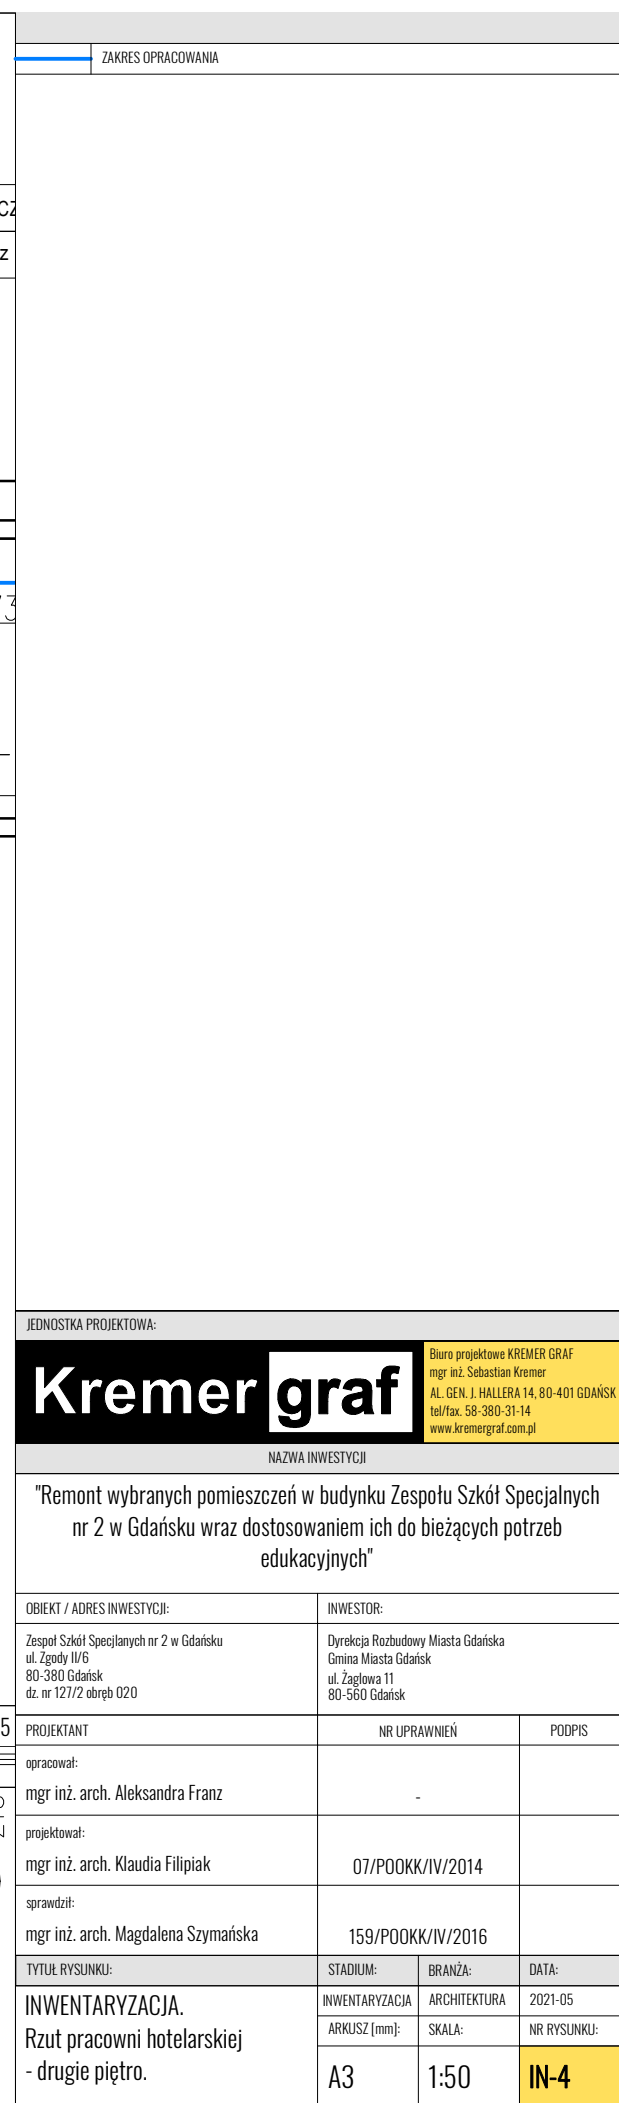 ZAKRES OPRACOWANIA
JEDNOSTKA PROJEKTOWA:
Kremer graf
Biuro projektowe KREMER GRAF
mgr inż. Sebastian Kremer
AL. GEN. J. HALLERA 14, 80-401 GDAŃSK
tel/fax. 58-380-31-14
www.kremergraf.com.pl
NAZWA INWESTYCJI
"Remont wybranych pomieszczeń w budynku Zespołu Szkół Specjalnych
nr 2 w Gdańsku wraz dostosowaniem ich do bieżących potrzeb
edukacyjnych"
OBIEKT / ADRES INWESTYCJI:
Zespoł Szkół Specjlanych nr 2 w Gdańsku
ul. Zgody II/6
80-380 Gdańsk
dz. nr 127/2 obręb 020
INWESTOR:
Dyrekcja Rozbudowy Miasta Gdańska
Gmina Miasta Gdańsk
ul. Żaglowa 11
80-560 Gdańsk
PROJEKTANT
NR UPRAWNIEŃ
PODPIS
opracował:
mgr inż. arch. Aleksandra Franz
-
projektował:
mgr inż. arch. Klaudia Filipiak
07/POOKK/IV/2014
sprawdził:
mgr inż. arch. Magdalena Szymańska
159/POOKK/IV/2016
TYTUŁ RYSUNKU:
INWENTARYZACJA.
Rzut pracowni hotelarskiej
- drugie piętro.
STADIUM:
BRANŻA:
DATA:
INWENTARYZACJA
ARCHITEKTURA
2021-05
ARKUSZ [mm]:
SKALA:
NR RYSUNKU:
A3
1:50
IN-4